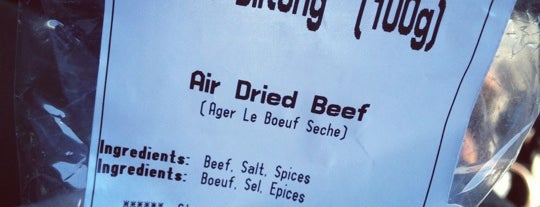 Biltong (100g)
Air Dried Beef
(Ager Le Boeuf Seche)
Ingredients: Beef, Salt, Spices
Ingredients: Boeuf, Sel, Epices
******